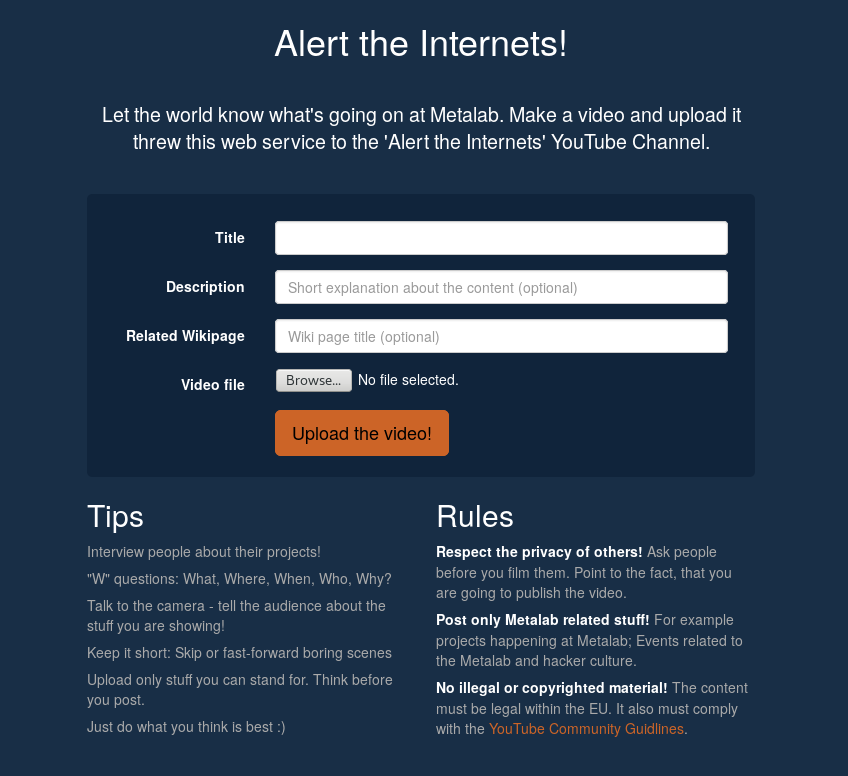 Alert the Internets!
Let the world know what's going on at Metalab. Make a video and upload it
threw this web service to the 'Alert the Internets' YouTube Channel.
Title
Description
Short explanation about the content (optional)
Related Wikipage
Wiki page title (optional)
Video file
Browse...
No file selected.
Upload the video!
Tips
Interview people about their projects!
"W" questions: What, Where, When, Who, Why?
Talk to the camera - tell the audience about the
stuff you are showing!
Keep it short: Skip or fast-forward boring scenes
Upload only stuff you can stand for. Think before
you post.
Just do what you think is best :)
Rules
Respect the privacy of others! Ask people
before you film them. Point to the fact, that you
are going to publish the video.
Post only Metalab related stuff! For example
projects happening at Metalab; Events related to
the Metalab and hacker culture.
No illegal or copyrighted material! The content
must be legal within the EU. It also must comply
with the YouTube Community Guidlines.